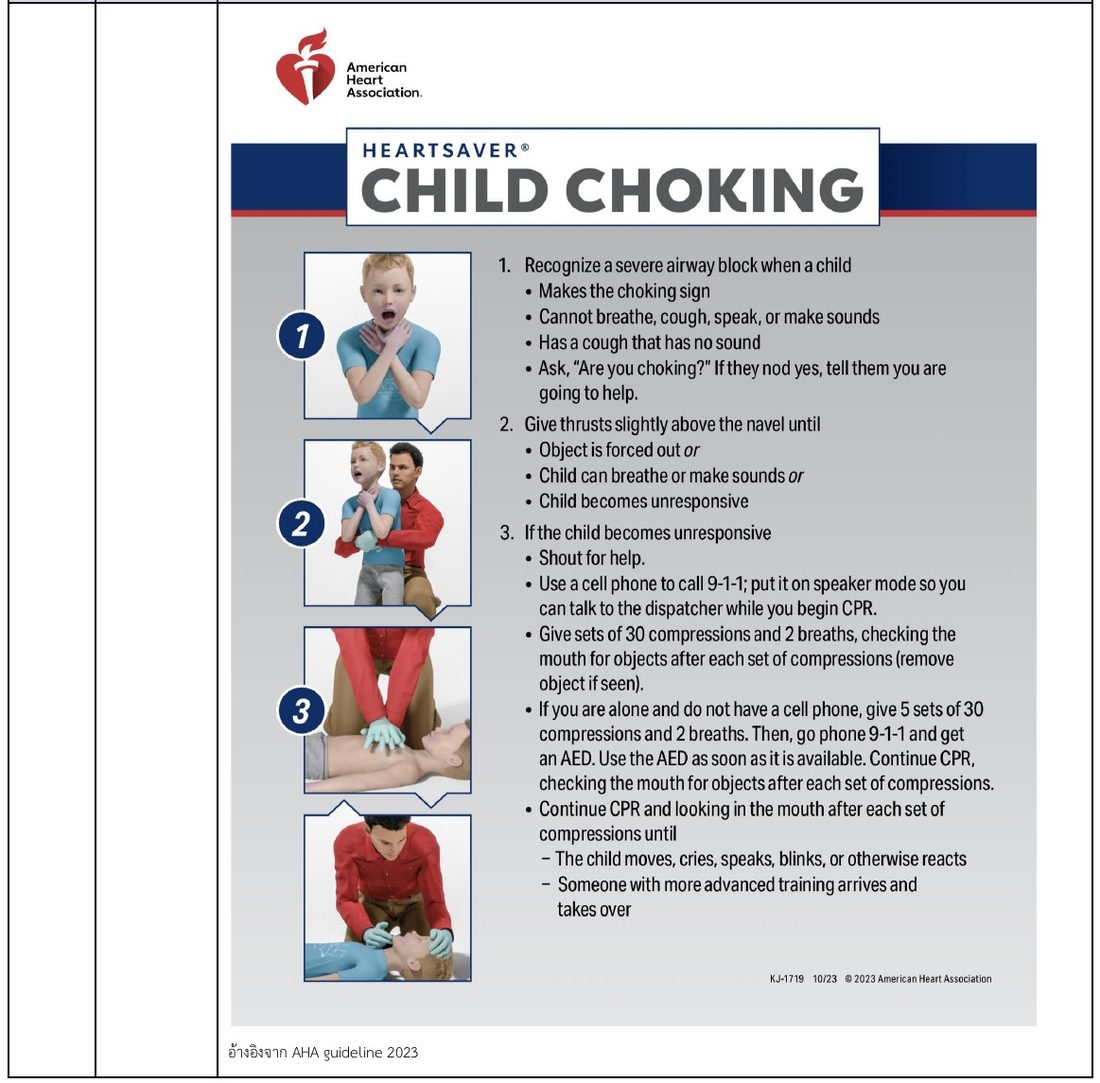 American
Heart
Association.
HEARTSAVER®
CHILD CHOKING
1
2
3
1. Recognize a severe airway block when a child
• Makes the choking sign
• Cannot breathe, cough, speak, or make sounds
• Has a cough that has no sound
• Ask, “Are you choking?” If they nod yes, tell them you are
going to help.
2. Give thrusts slightly above the navel until
• Object is forced out or
• Child can breathe or make sounds or
• Child becomes unresponsive
3. If the child becomes unresponsive
• Shout for help.
• Use a cell phone to call 9-1-1; put it on speaker mode so you
can talk to the dispatcher while you begin CPR.
• Give sets of 30 compressions and 2 breaths, checking the
mouth for objects after each set of compressions (remove
object if seen).
• If you are alone and do not have a cell phone, give 5 sets of 30
compressions and 2 breaths. Then, go phone 9-1-1 and get
an AED. Use the AED as soon as it is available. Continue CPR,
checking the mouth for objects after each set of compressions.
• Continue CPR and looking in the mouth after each set of
compressions until
– The child moves, cries, speaks, blinks, or otherwise reacts
– Someone with more advanced training arrives and
takes over
KJ-1719 10/23 © 2023 American Heart Association
อ้างอิงจาก AHA guideline 2023